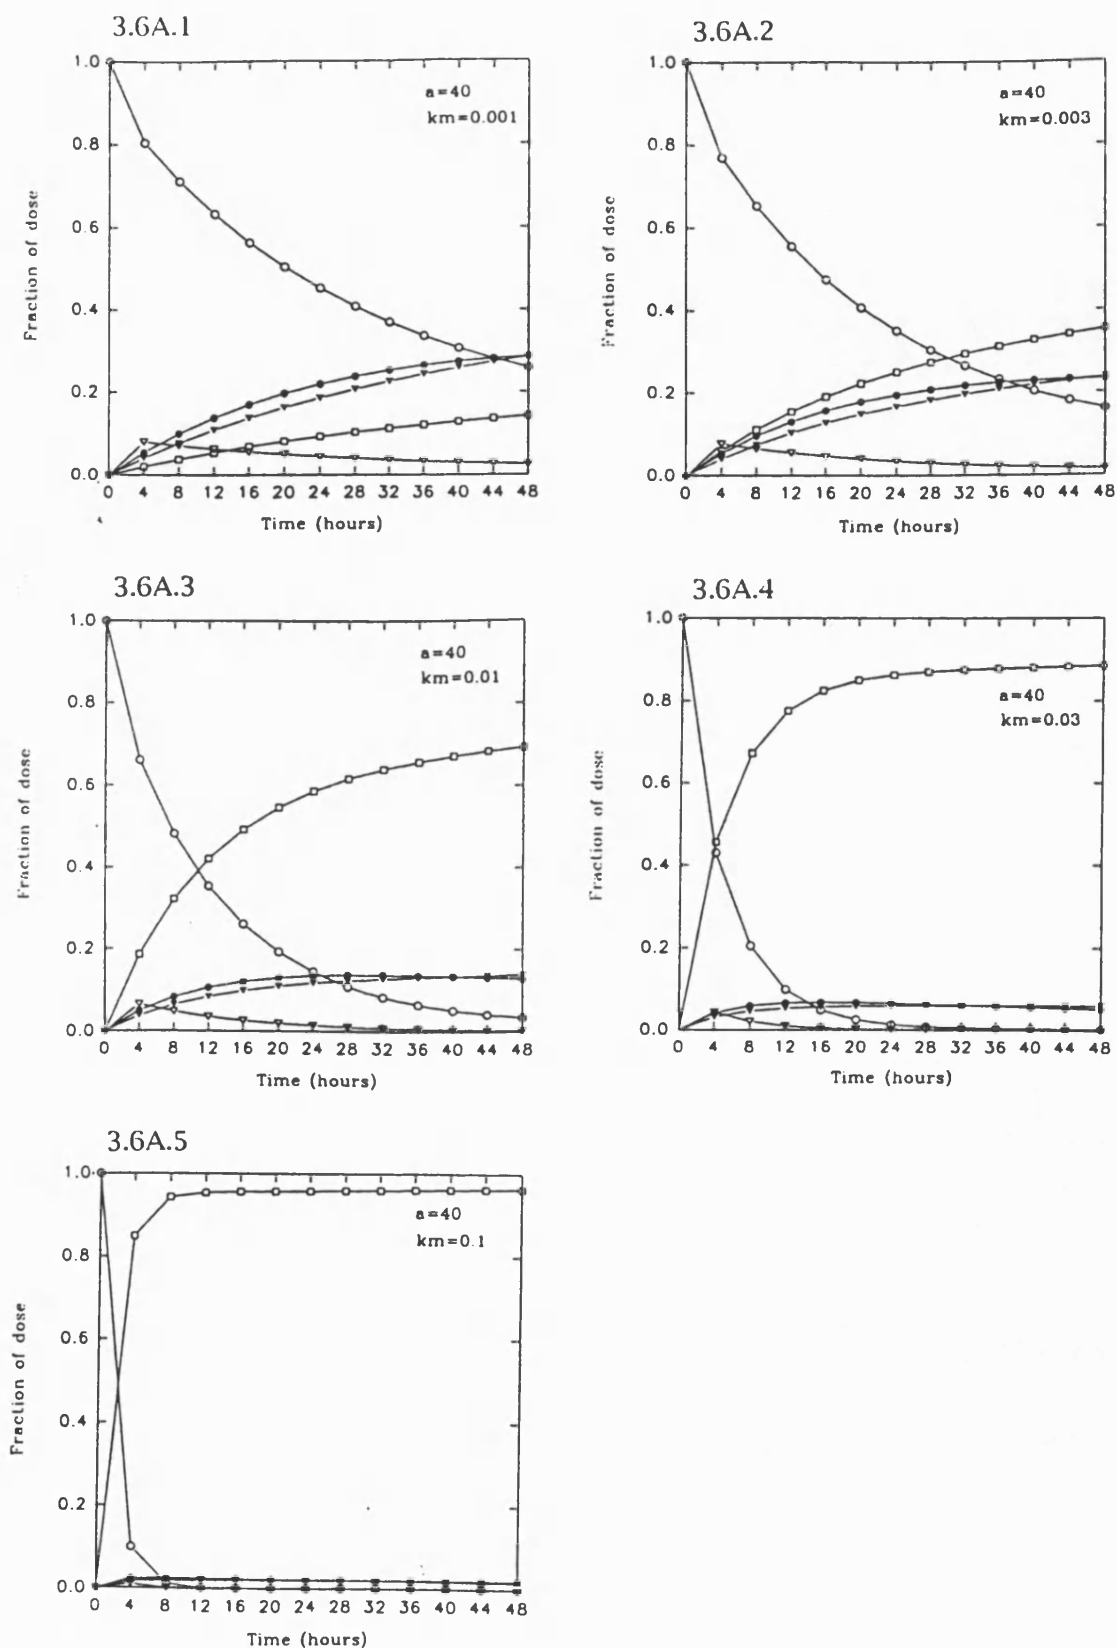 3.6A.1
1.0
0.8
0.6
0.4
0.2
0.0
Fraction of dose
a=40
km=0.001
0 4 8 12 16 20 24 28 32 36 40 44 48
Time (hours)
3.6A.2
1.0
0.8
0.6
0.4
0.2
0.0
Fraction of dose
a=40
km=0.003
0 4 8 12 16 20 24 28 32 36 40 44 48
Time (hours)
3.6A.3
1.0
0.8
0.6
0.4
0.2
0.0
Fraction of dose
a=40
km=0.01
0 4 8 12 16 20 24 28 32 36 40 44 48
Time (hours)
3.6A.4
1.0
0.8
0.6
0.4
0.2
0.0
Fraction of dose
a=40
km=0.03
0 4 8 12 16 20 24 28 32 36 40 44 48
Time (hours)
3.6A.5
1.0
0.8
0.6
0.4
0.2
0.0
Fraction of dose
a=40
km=0.1
0 4 8 12 16 20 24 28 32 36 40 44 48
Time (hours)